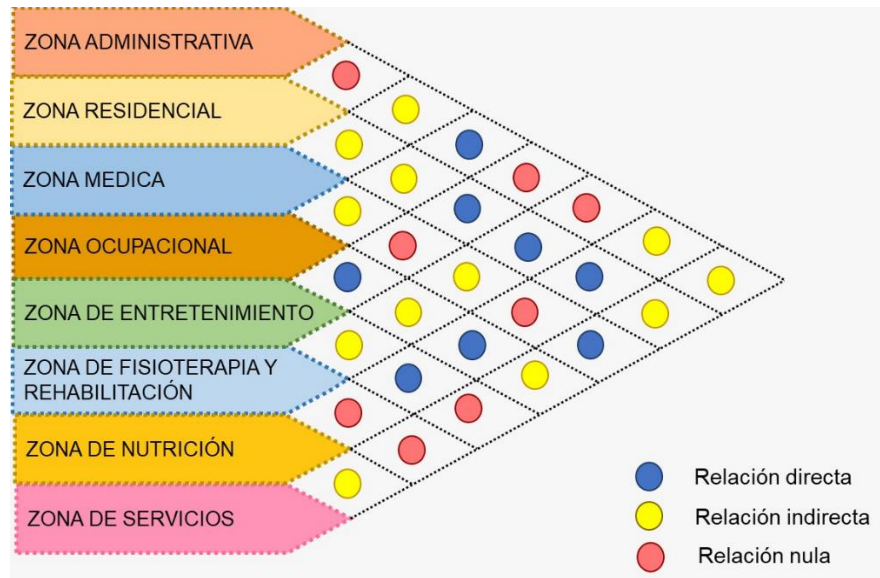 ZONA ADMINISTRATIVA
ZONA RESIDENCIAL
ZONA MEDICA
ZONA OCUPACIONAL
ZONA DE ENTRETENIMIENTO
ZONA DE FISIOTERAPIA Y
REHABILITACIÓN
ZONA DE NUTRICIÓN
ZONA DE SERVICIOS
Relación directa
Relación indirecta
Relación nula